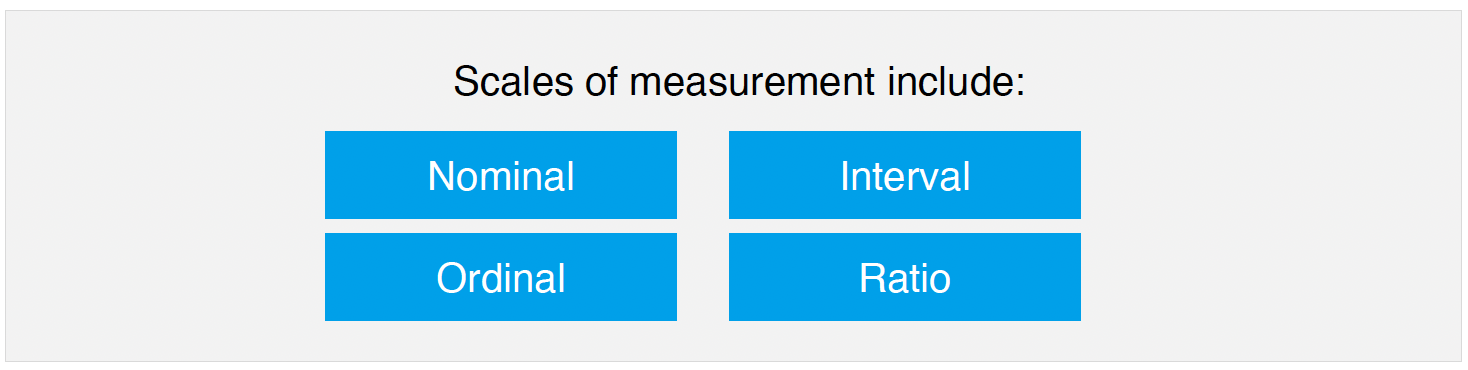 Scales of measurement include:
Nominal
Interval
Ordinal
Ratio